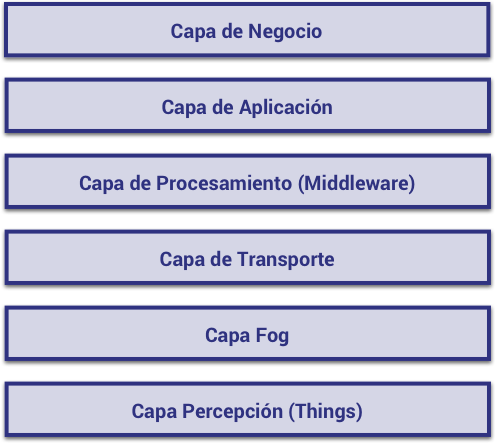 Capa de Negocio
Capa de Aplicación
Capa de Procesamiento (Middleware)
Capa de Transporte
Capa Fog
Capa Percepción (Things)